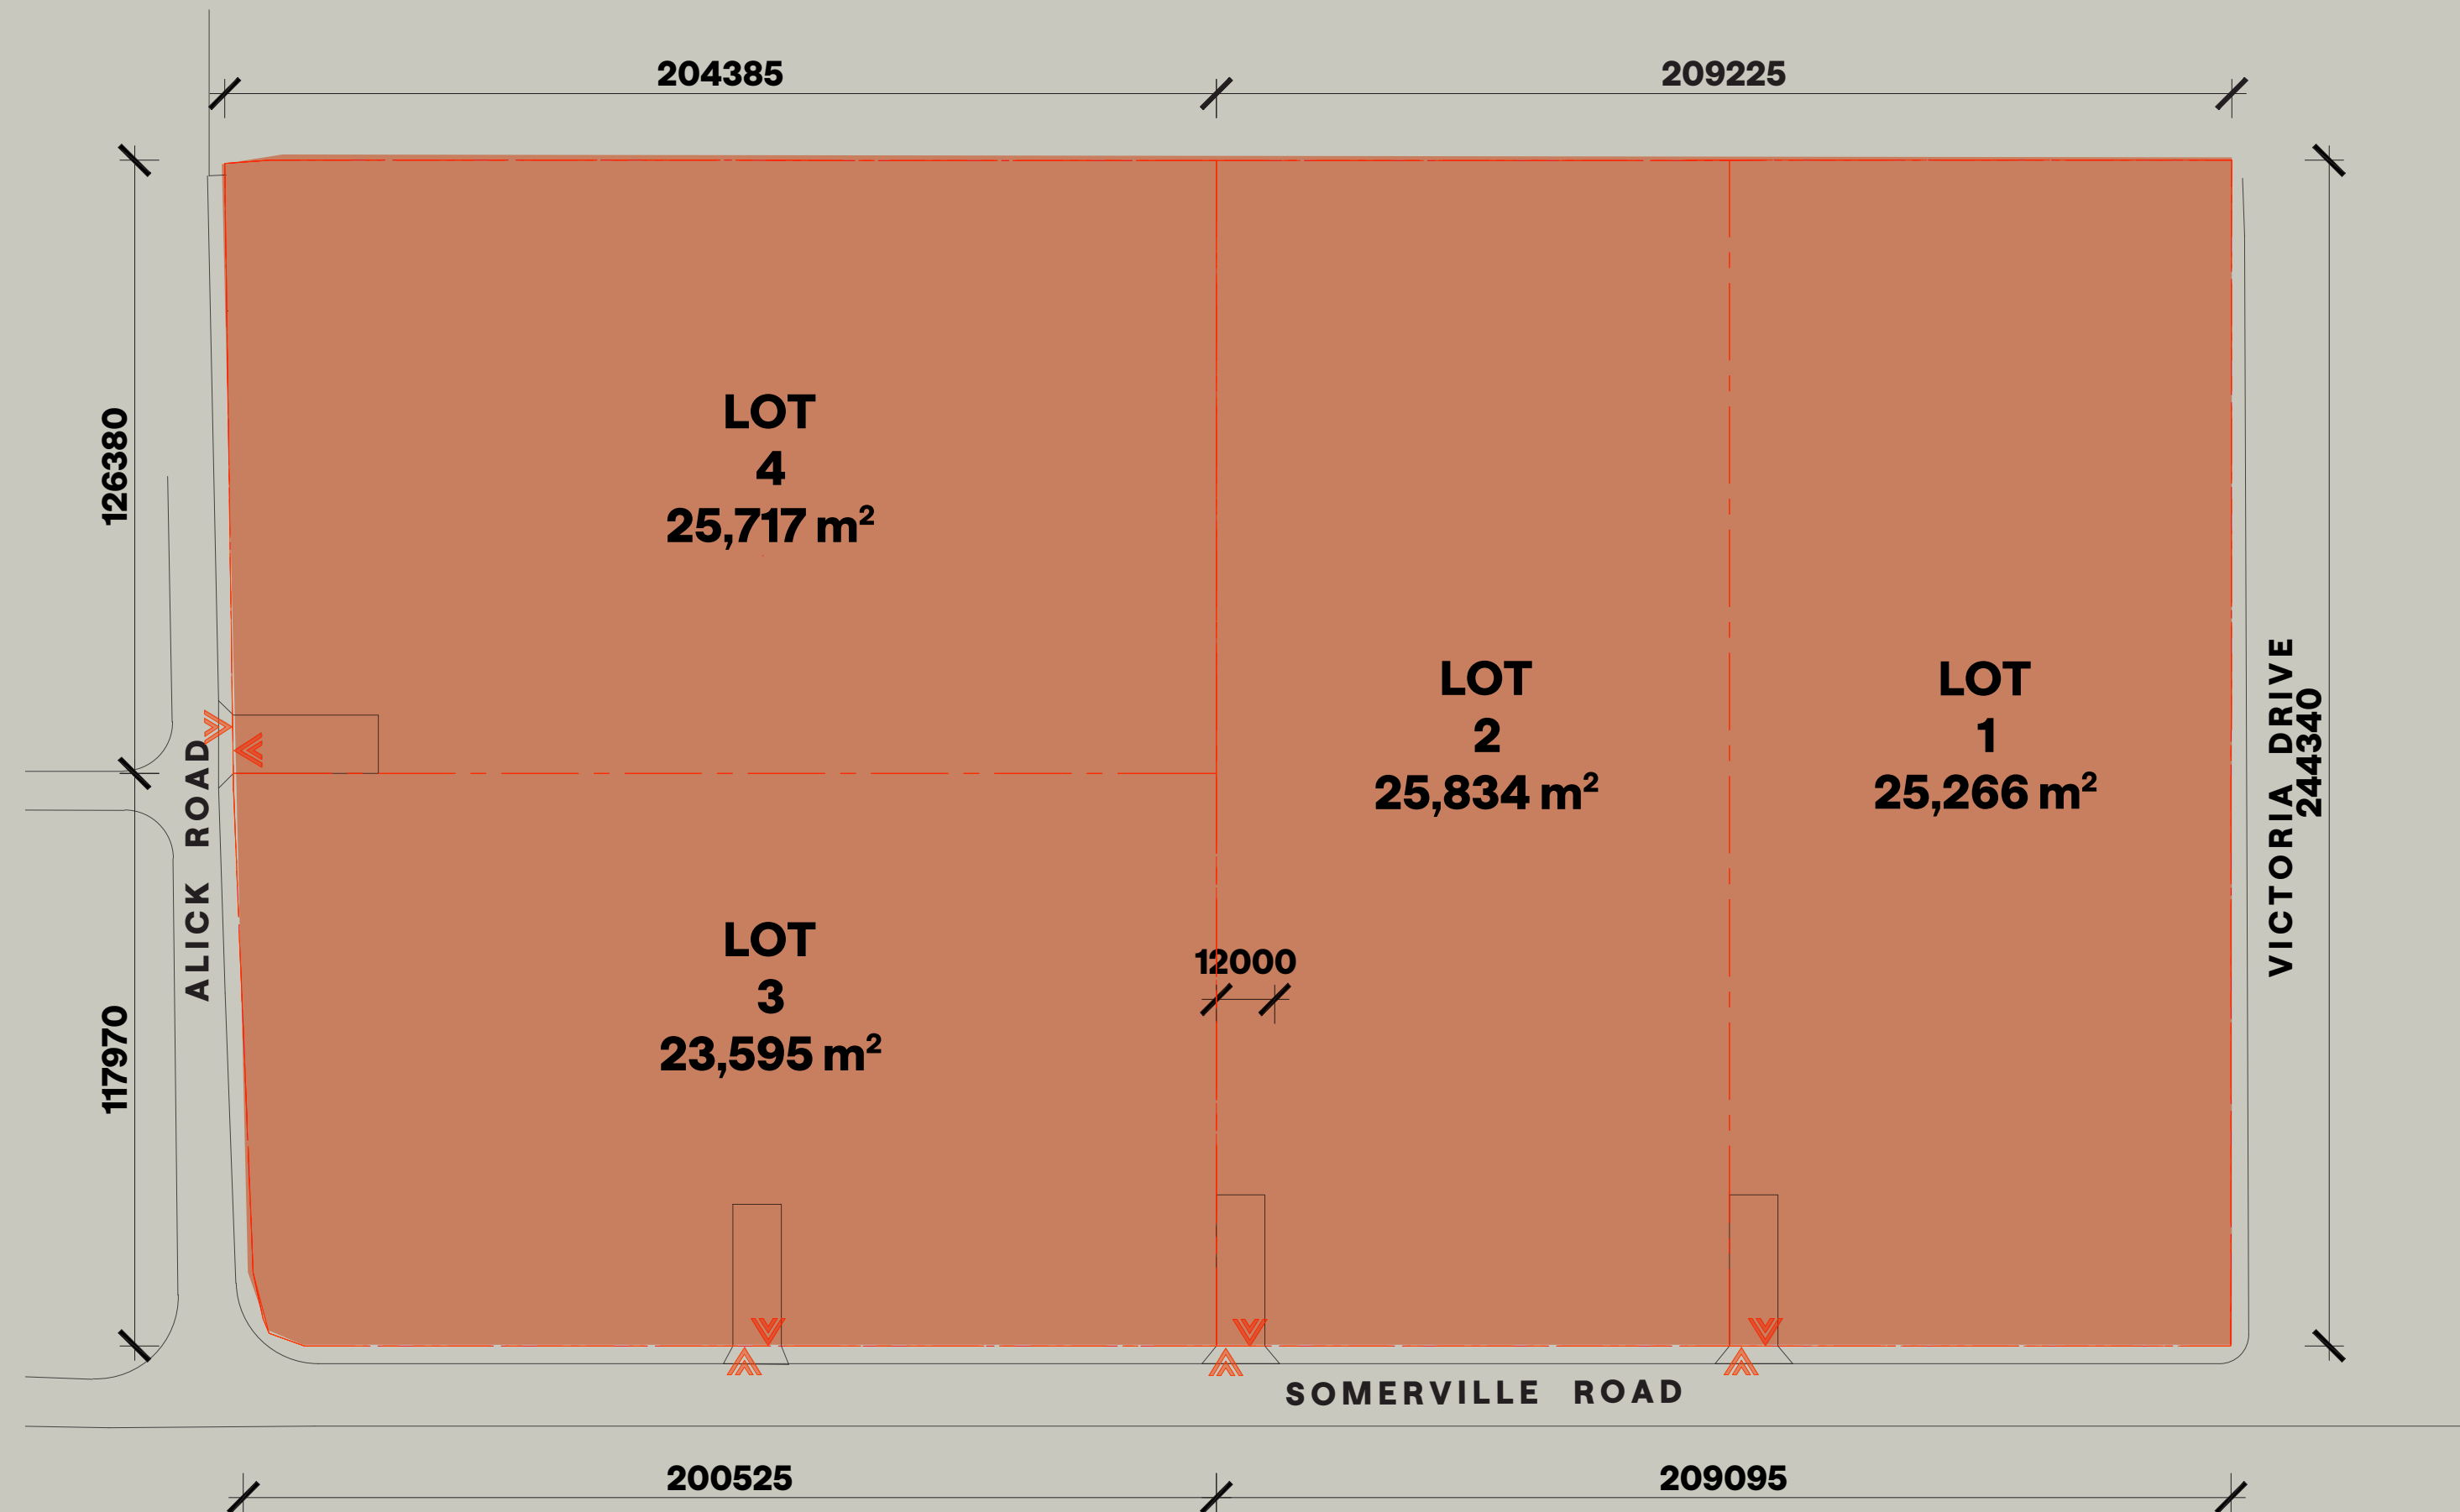 204385
209225
126380
LOT
4
25,717 m²
LOT
2
25,834 m²
LOT
1
25,266 m²
VICTORIA DRIVE
244340
ALICK ROAD
LOT
3
23,595 m²
12000
117970
SOMERVILLE ROAD
200525
209095